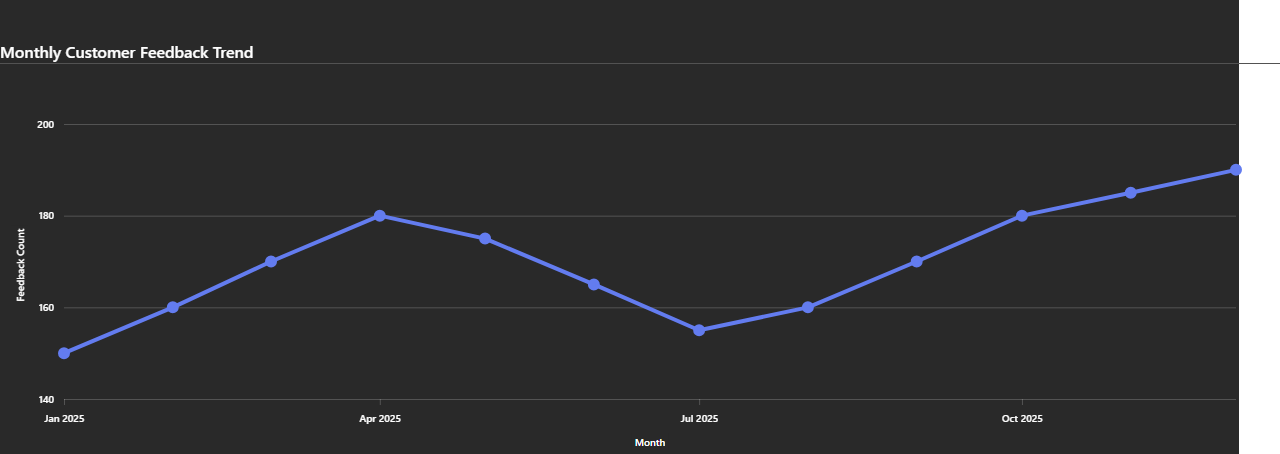 Monthly Customer Feedback Trend
200
180
160
140
Feedback Count
Jan 2025 Apr 2025 Jul 2025 Oct 2025
Month